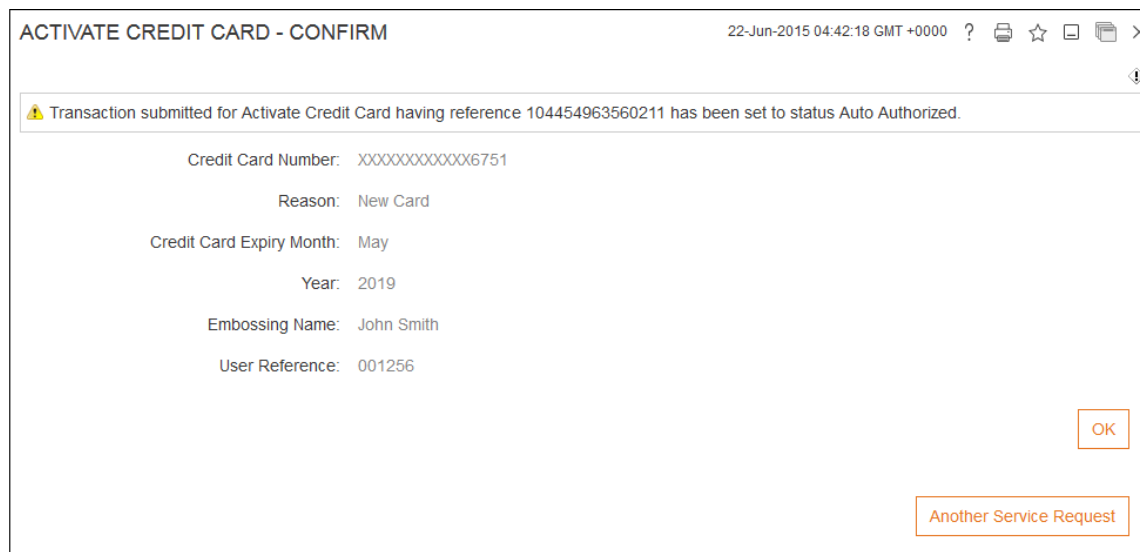 ACTIVATE CREDIT CARD - CONFIRM 22-Jun-2015 04:42:18 GMT +0000 ?
Transaction submitted for Activate Credit Card having reference 104454963560211 has been set to status Auto Authorized.
Credit Card Number: XXXXXXXXXXXX6751
Reason: New Card
Credit Card Expiry Month: May
Year: 2019
Embossing Name: John Smith
User Reference: 001256
OK
Another Service Request